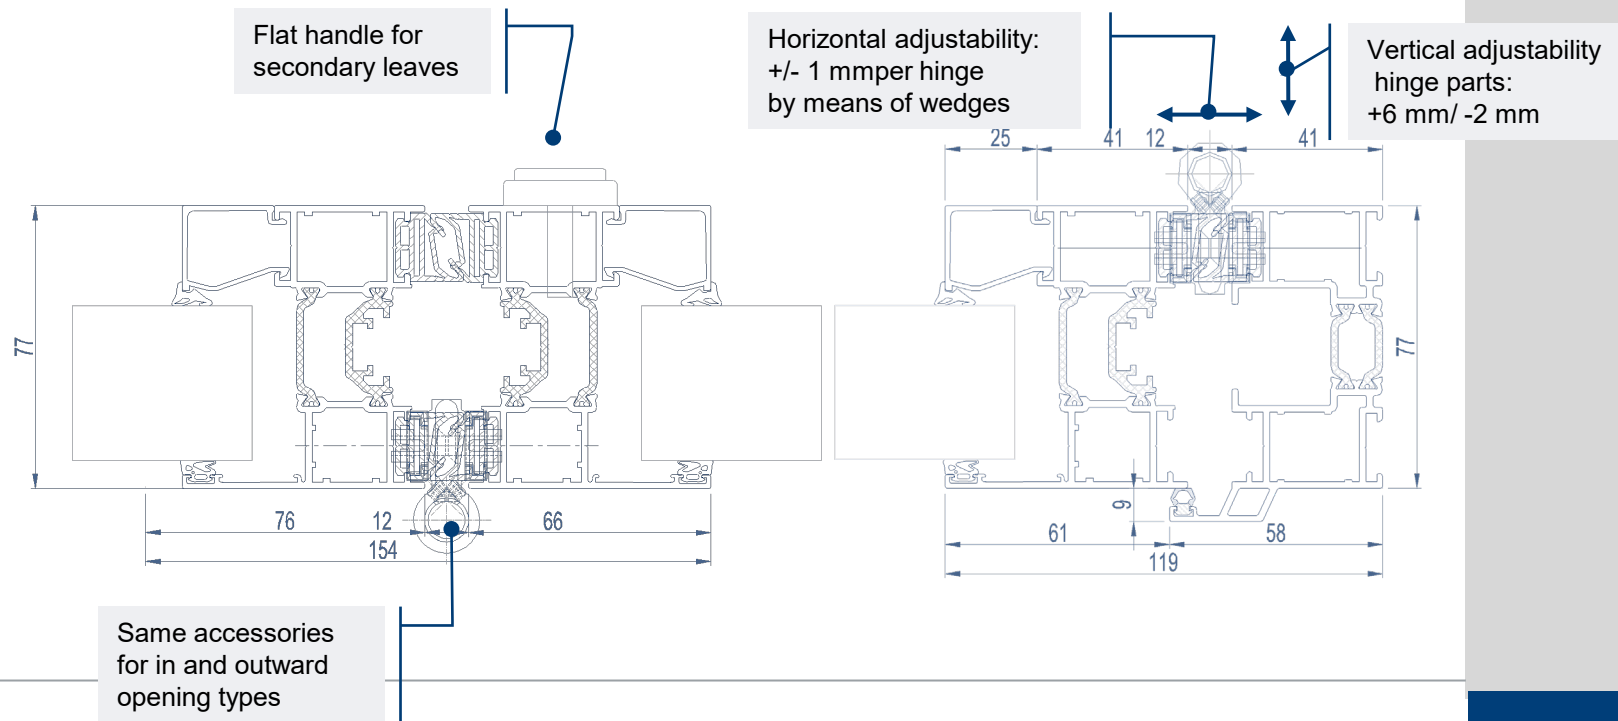 Flat handle for
secondary leaves
Horizontal adjustability:
+/- 1 mmper hinge
by means of wedges
Vertical adjustability
hinge parts:
+6 mm/ -2 mm
25
41
12
41
77
77
76
12
66
154
9
61
58
119
Same accessories
for in and outward
opening types